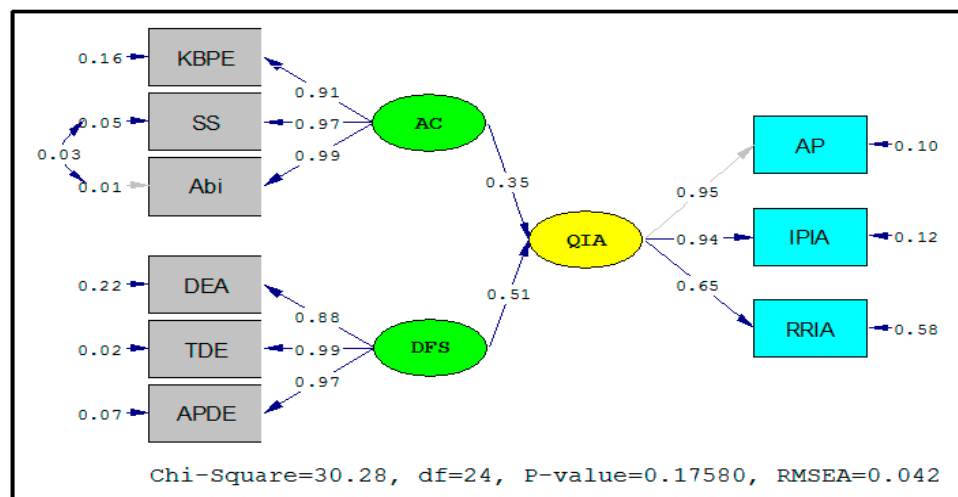 0.16
KBPE
0.91
0.05
SS
0.97
AC
0.03
0.01
Abi
0.99
0.35
AP
0.10
0.95
QIA
0.94
IPIA
0.12
0.65
0.22
DEA
0.88
0.51
RRIA
0.58
0.02
TDE
0.99
DFS
0.07
APDE
0.97
Chi-Square=30.28, df=24, P-value=0.17580, RMSEA=0.042